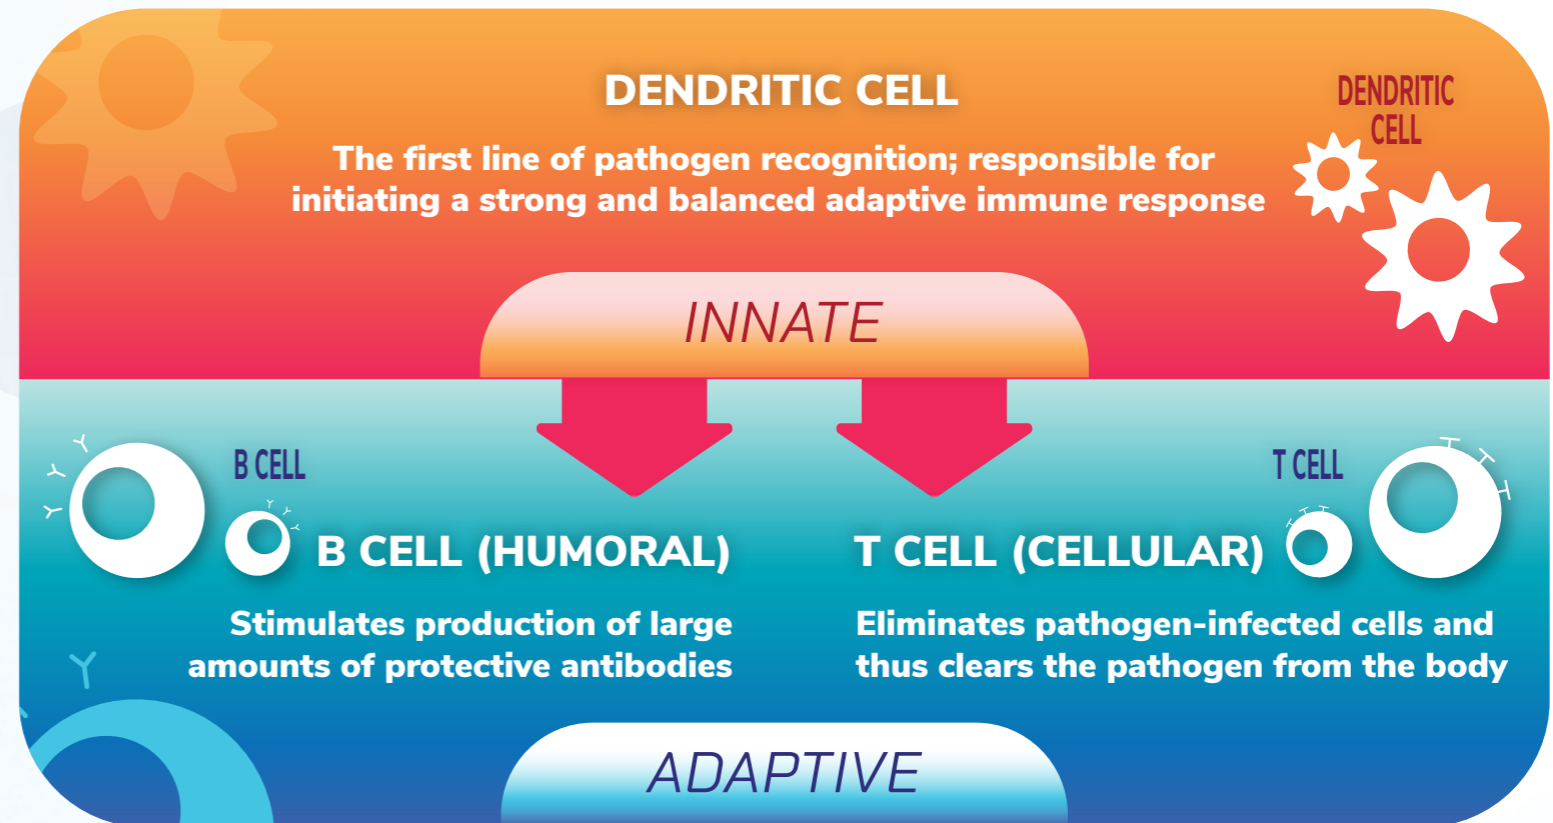 DENDRITIC CELL
The first line of pathogen recognition; responsible for
initiating a strong and balanced adaptive immune response
DENDRITIC
CELL
INNATE
B CELL
B CELL (HUMORAL)
Stimulates production of large
amounts of protective antibodies
T CELL
T CELL (CELLULAR)
Eliminates pathogen-infected cells and
thus clears the pathogen from the body
ADAPTIVE